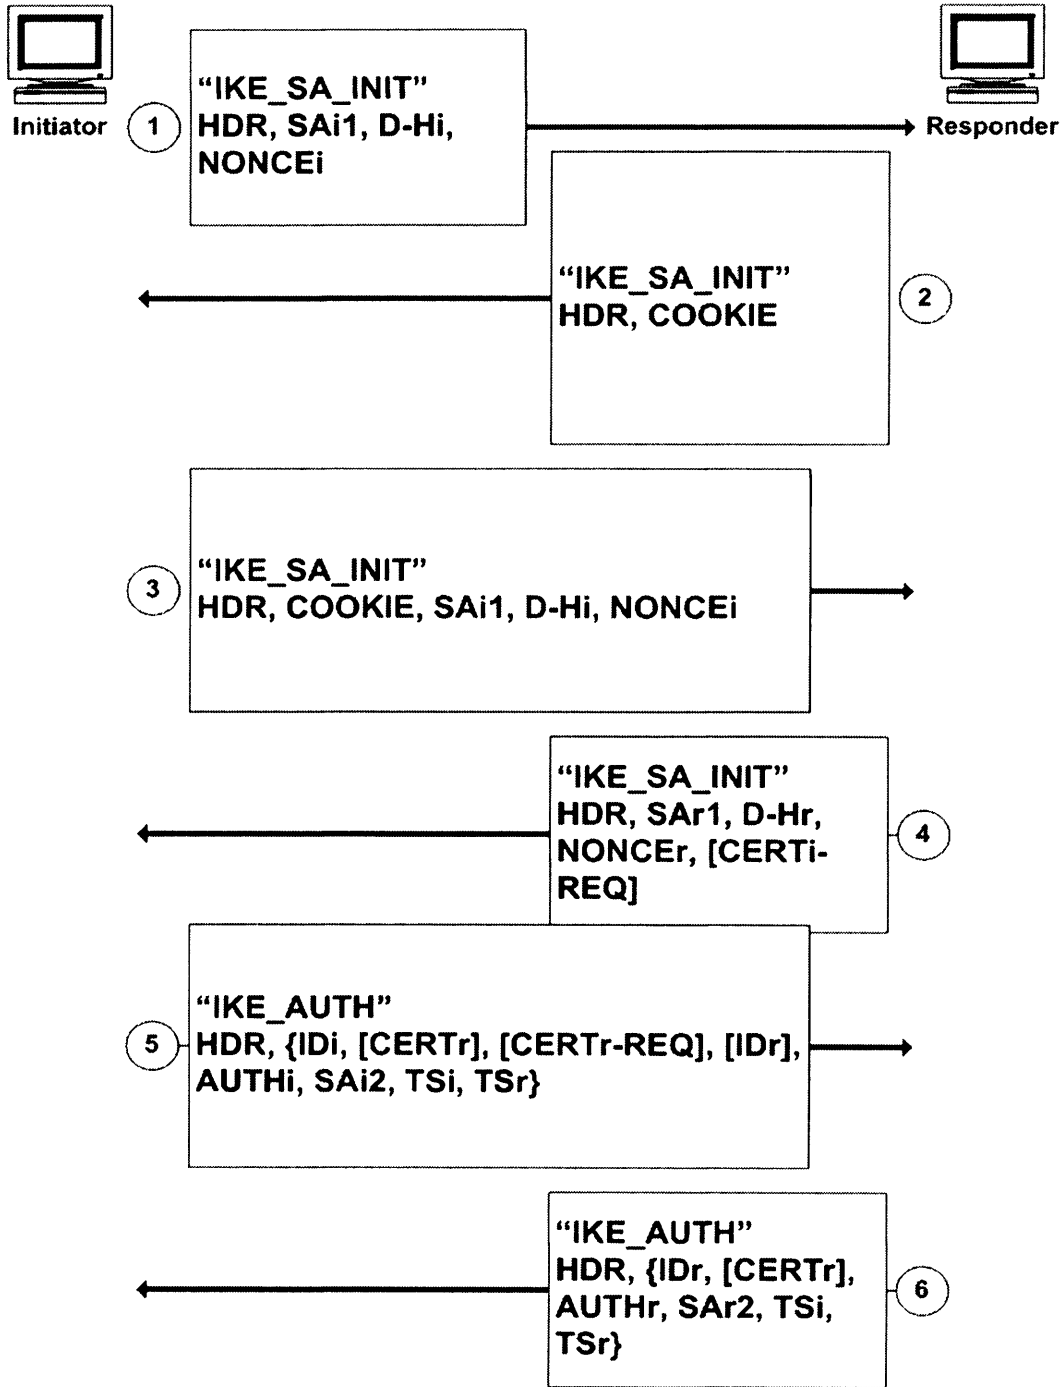 Initiator
Responder
1
“IKE_SA_INIT”
HDR, SAi1, D-Hi,
NONCEi
“IKE_SA_INIT”
HDR, COOKIE
2
3
“IKE_SA_INIT”
HDR, COOKIE, SAi1, D-Hi, NONCEi
“IKE_SA_INIT”
HDR, SAr1, D-Hr,
NONCEr, [CERTi-
REQ]
4
5
“IKE_AUTH”
HDR, {IDi, [CERTr], [CERTr-REQ], [IDr],
AUTHi, SAi2, TSi, TSr}
“IKE_AUTH”
HDR, {IDr, [CERTr],
AUTHr, SAr2, TSi,
TSr}
6